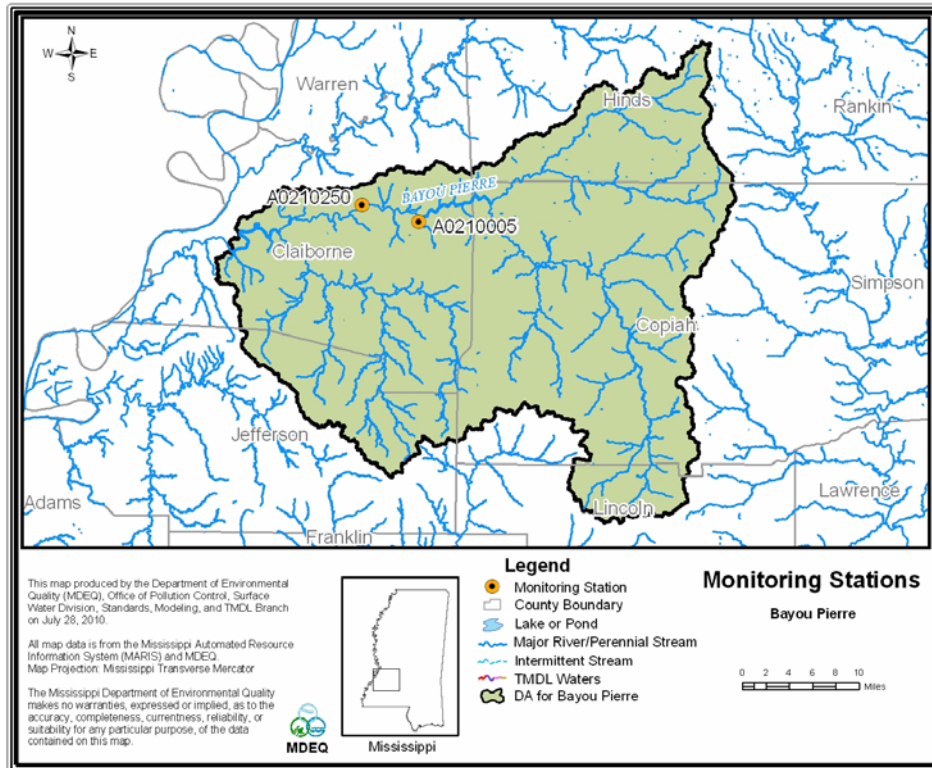 N
W E
S
Warren
Hinds
Rankin
A0210250
BAYOU PIERRE
A0210005
Claiborne
Simpson
Copiah
Jefferson
Adams
Lincoln
Lawrence
Franklin
This map produced by the Department of Environmental
Quality (MDEQ), Office of Pollution Control, Surface
Water Division, Standards, Modeling, and TMDL Branch
on July 28, 2010.
All map data is from the Mississippi Automated Resource
Information System (MARIS) and MDEQ.
Map Projection: Mississippi Transverse Mercator
The Mississippi Department of Environmental Quality
makes no warranties, expressed or implied, as to the
accuracy, completeness, currentness, reliability, or
suitability for any particular purpose, of the data
contained on this map.
MDEQ
Mississippi
Legend
Monitoring Station
County Boundary
Lake or Pond
Major River/Perennial Stream
Intermittent Stream
TMDL Waters
DA for Bayou Pierre
Monitoring Stations
Bayou Pierre
0 2 4 6 8 10
Miles